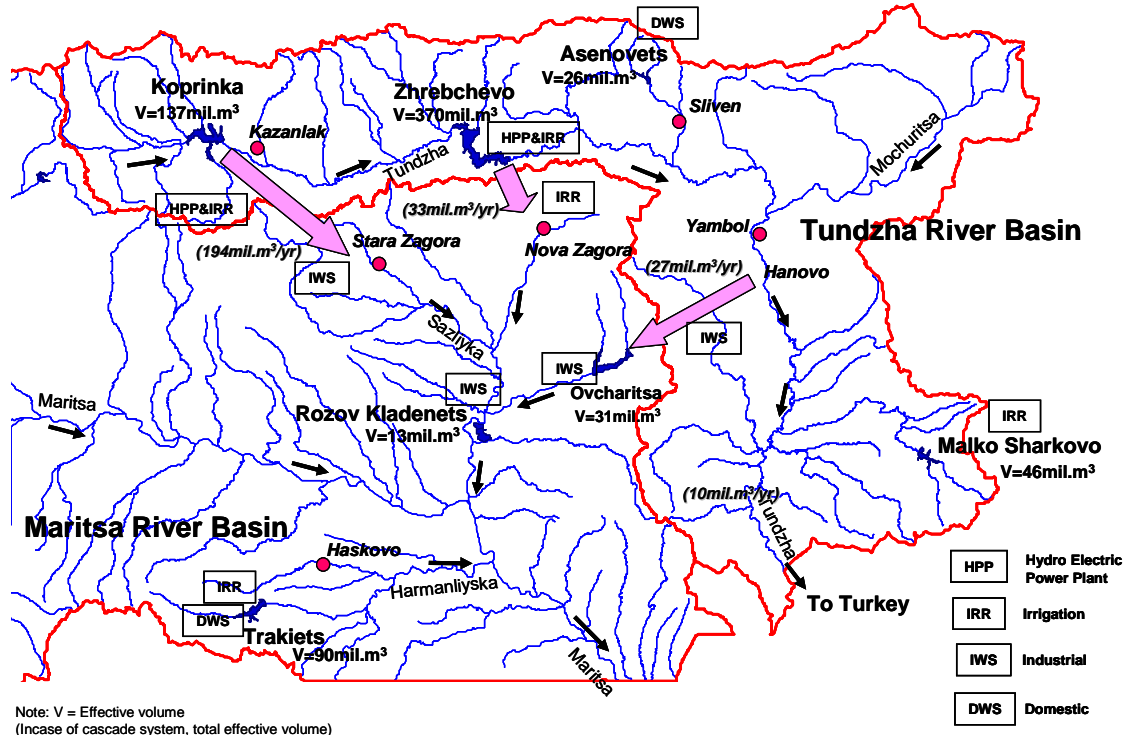 DWS
Asenovets
V=26mil.m³
Koprinka
V=137mil.m³
Zhrebchevo
V=370mil.m³
Kazanlak
Sliven
HPP&IRR
Tundzha
Mochuritsa
HPP&IRR
IRR
(33mil.m³/yr)
(194mil.m³/yr)
Stara Zagora
Nova Zagora
Yambol
Tundzha River Basin
IWS
(27mil.m³/yr)
Hanovo
Sazliyka
IWS
IWS
IWS
Ovcharitsa
V=31mil.m³
Maritsa
Rozov Kladenets
V=13mil.m³
IRR
Malko Sharkovo
V=46mil.m³
(10mil.m³/yr)
Tundzha
Maritsa River Basin
Haskovo
IRR
Harmanliyska
DWS
Trakiets
V=90mil.m³
Maritsa
To Turkey
HPP
Hydro Electric
Power Plant
IRR
Irrigation
IWS
Industrial
DWS
Domestic
Note: V = Effective volume
(Incase of cascade system, total effective volume)